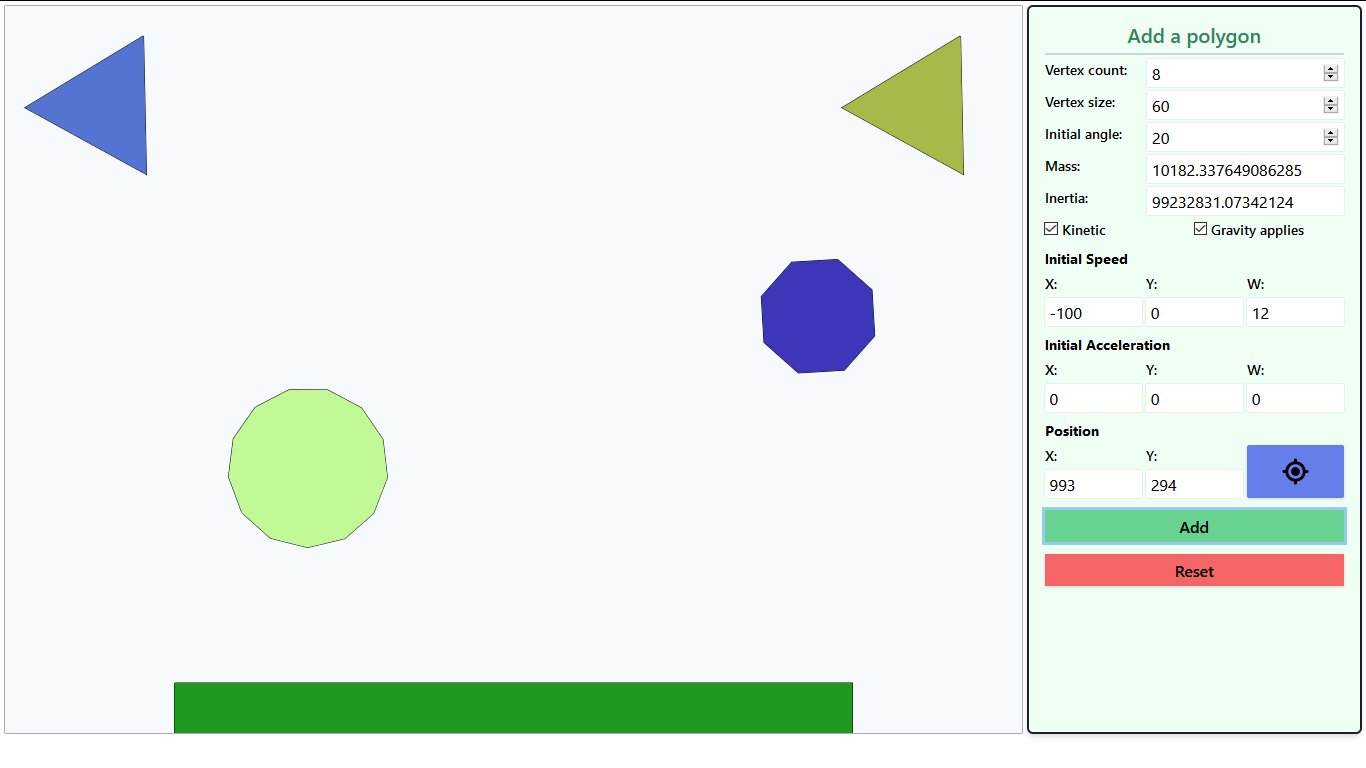 Add a polygon
Vertex count: 8
Vertex size: 60
Initial angle: 20
Mass: 10182.337649086285
Inertia: 99232831.07342124
Kinetic Gravity applies
Initial Speed
X: Y: W:
-100 0 12
Initial Acceleration
X: Y: W:
0 0 0
Position
X: Y:
993 294
Add
Reset